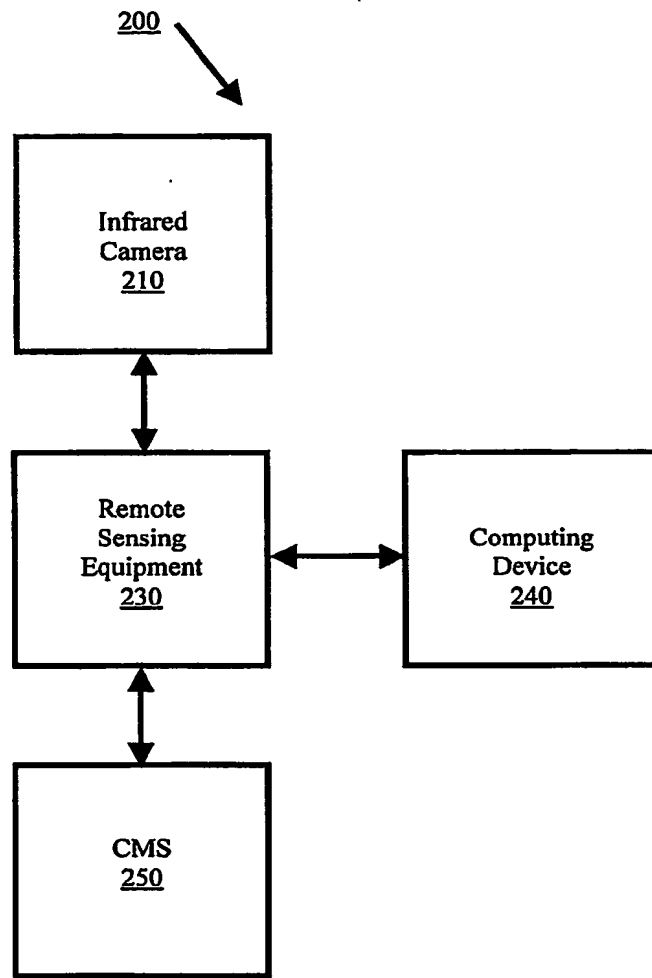 200
Infrared
Camera
210
Remote
Sensing
Equipment
230
Computing
Device
240
CMS
250